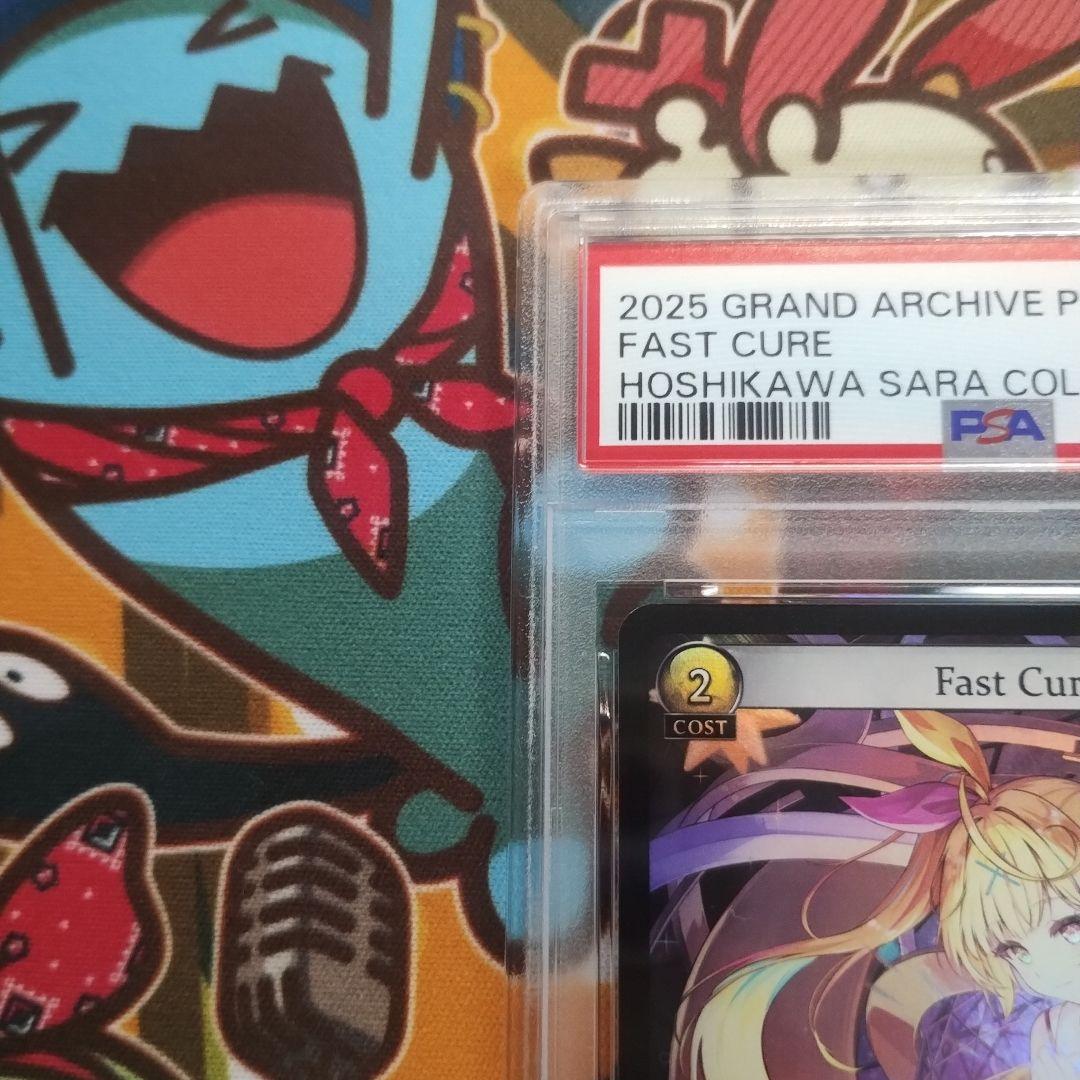 2025 GRAND ARCHIVE P
FAST CURE
HOSHIKAWA SARA COL
PSA
2
COST
Fast Cur